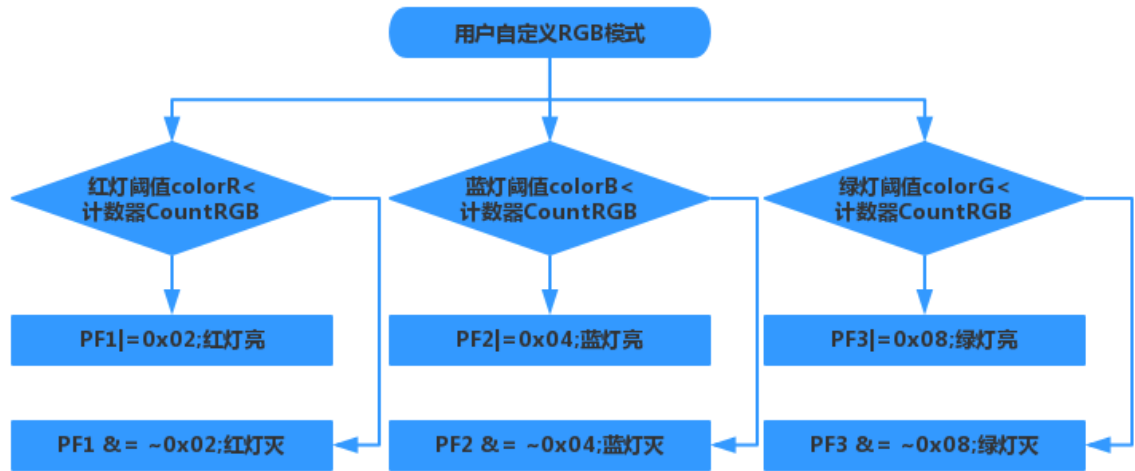 用户自定义RGB模式
红灯阈值colorR<
计数器CountRGB
蓝灯阈值colorB<
计数器CountRGB
绿灯阈值colorG<
计数器CountRGB
PF1|=0x02;红灯亮
PF2|=0x04;蓝灯亮
PF3|=0x08;绿灯亮
PF1 &= ~0x02;红灯灭
PF2 &= ~0x04;蓝灯灭
PF3 &= ~0x08;绿灯灭